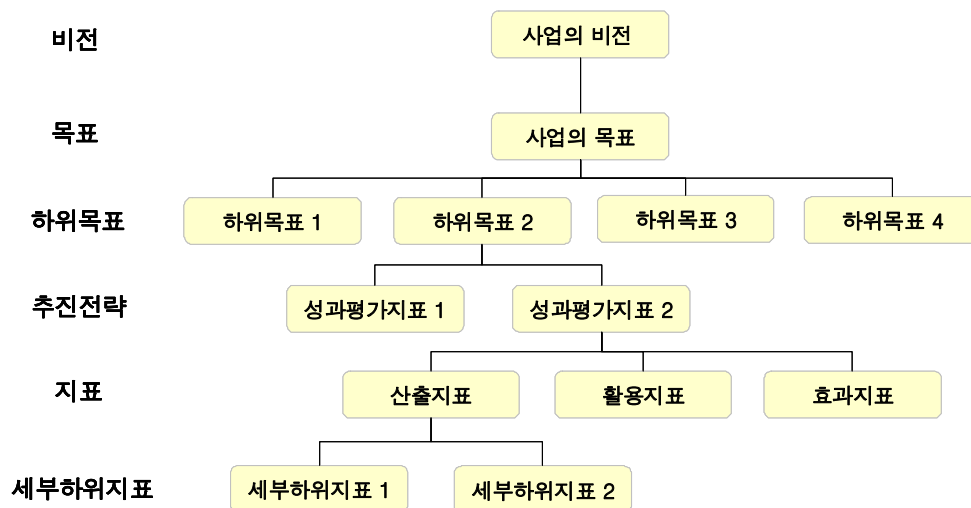 비전
사업의 비전
목표
사업의 목표
하위목표
하위목표 1
하위목표 2
하위목표 3
하위목표 4
추진전략
성과평가지표 1
성과평가지표 2
지표
산출지표
활용지표
효과지표
세부하위지표
세부하위지표 1
세부하위지표 2